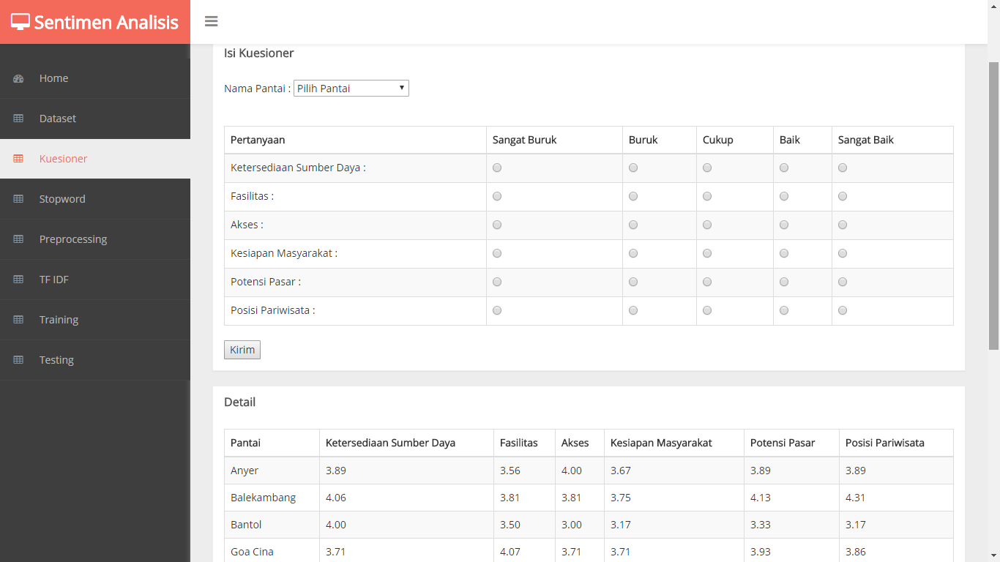 Sentimen Analisis
Home
Dataset
Kuesioner
Stopword
Preprocessing
TF IDF
Training
Testing
Isi Kuesioner
Nama Pantai : Pilih Pantai
Pertanyaan Sangat Buruk Buruk Cukup Baik Sangat Baik
Ketersediaan Sumber Daya :
Fasilitas :
Akses :
Kesiapan Masyarakat :
Potensi Pasar :
Posisi Pariwisata :
Kirim
Detail
Pantai Ketersediaan Sumber Daya Fasilitas Akses Kesiapan Masyarakat Potensi Pasar Posisi Pariwisata
Anyer 3.89 3.56 4.00 3.67 3.89 3.89
Balekambang 4.06 3.81 3.81 3.75 4.13 4.31
Bantol 4.00 3.50 3.00 3.17 3.33 3.17
Goa Cina 3.71 4.07 3.71 3.71 3.93 3.86